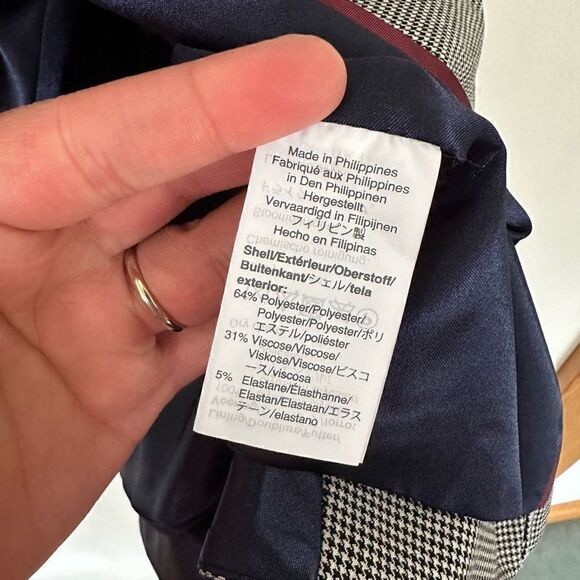 Made in Philippines
Fabriqué aux Philippines
in Den Philippinen
Hergestellt
Vervaardigd in Filipijnen
フィリピン製
Hecho en Filipinas
Shell/Extérieur/Oberstoff/
Buitenkant/シェル/tela
exterior:
64% Polyester/Polyester/
Polyester/Polyester/ポリ
エステル/poliéster
31% Viscose/Viscose/
Viskose/Viscose/ビスコ
ース/viscosa
5% Elastane/Élasthanne/
Elastan/Elastaan/エラス
テーン/elastano
Lining/Doublure/Futter/